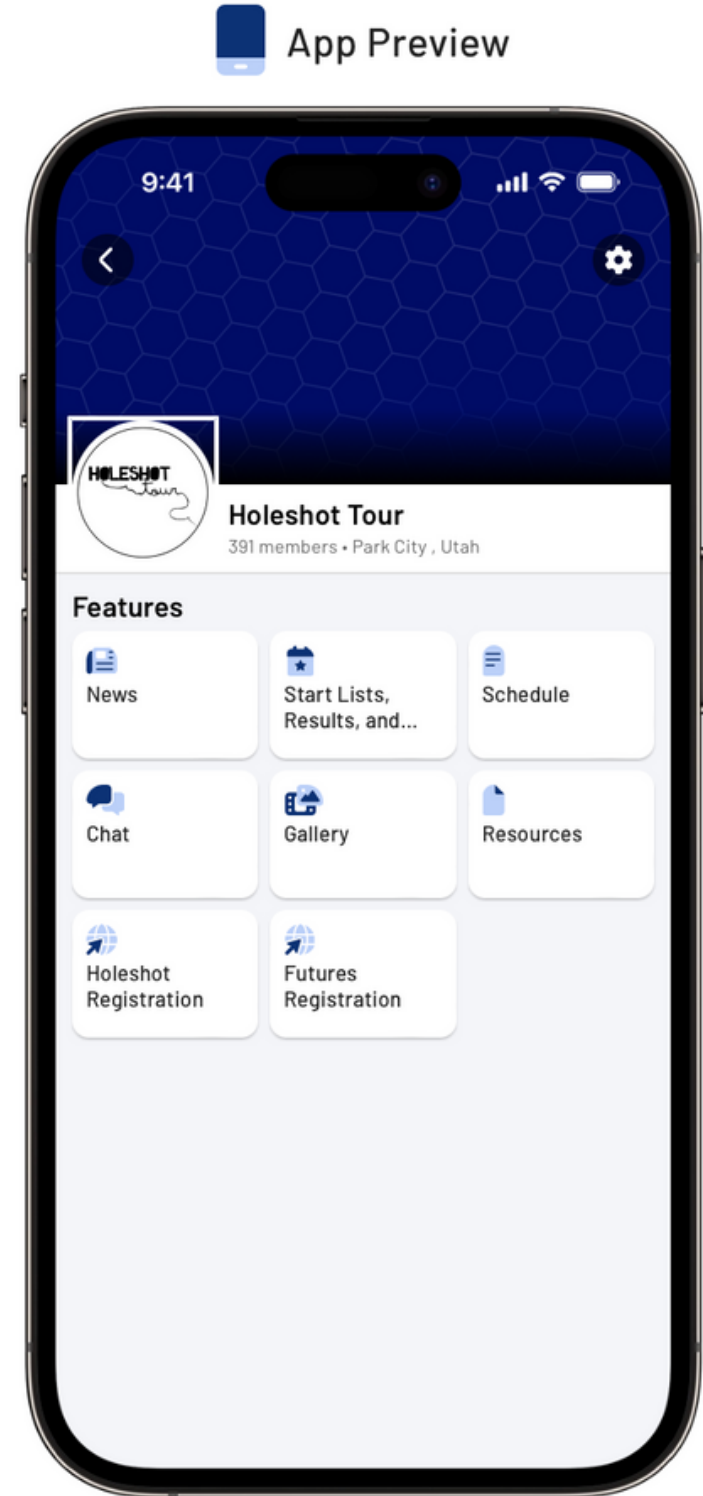 App Preview
9:41
HOLESHOT
tour
Holeshot Tour
391 members • Park City , Utah
Features
News
Start Lists,
Results, and...
Schedule
Chat
Gallery
Resources
Holeshot
Registration
Futures
Registration